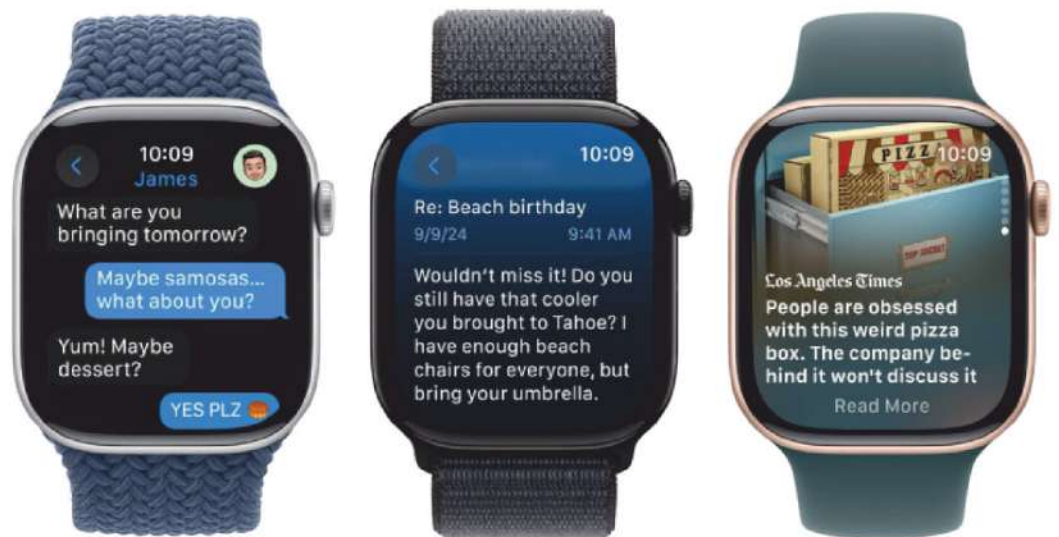 10:09
James
What are you
bringing tomorrow?
Maybe samosas...
what about you?
Yum! Maybe
dessert?
YES PLZ
10:09
Re: Beach birthday
9/9/24 9:41 AM
Wouldn't miss it! Do you
still have that cooler
you brought to Tahoe? I
have enough beach
chairs for everyone, but
bring your umbrella.
PIZZ 10:09
TOP SECRET
Los Angeles Times
People are obsessed
with this weird pizza
box. The company be-
hind it won't discuss it
Read More